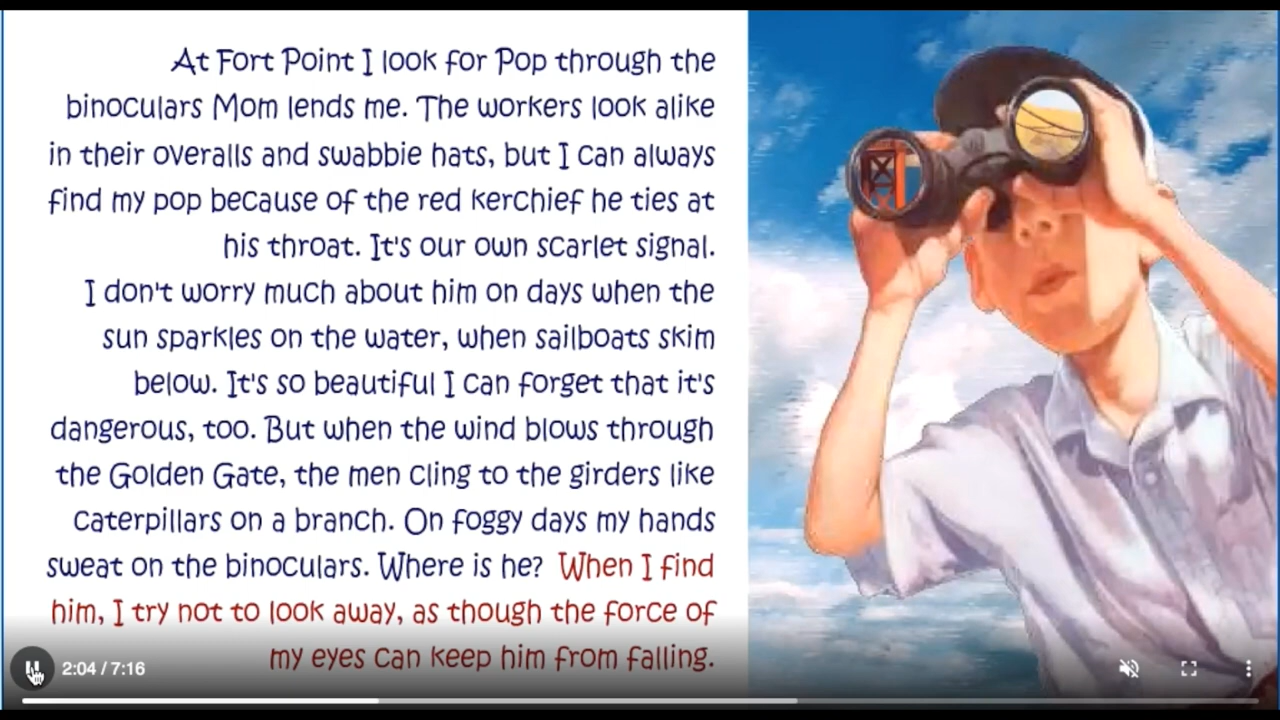 At Fort Point I look for Pop through the
binoculars Mom lends me. The workers look alike
in their overalls and swabbie hats, but I can always
find my pop because of the red kerchief he ties at
his throat. It's our own scarlet signal.
I don't worry much about him on days when the
sun sparkles on the water, when sailboats skim
below. It's so beautiful I can forget that it's
dangerous, too. But when the wind blows through
the Golden Gate, the men cling to the girders like
caterpillars on a branch. On foggy days my hands
sweat on the binoculars. Where is he? When I find
him, I try not to look away, as though the force of
my eyes can keep him from falling.
2:04 / 7:16